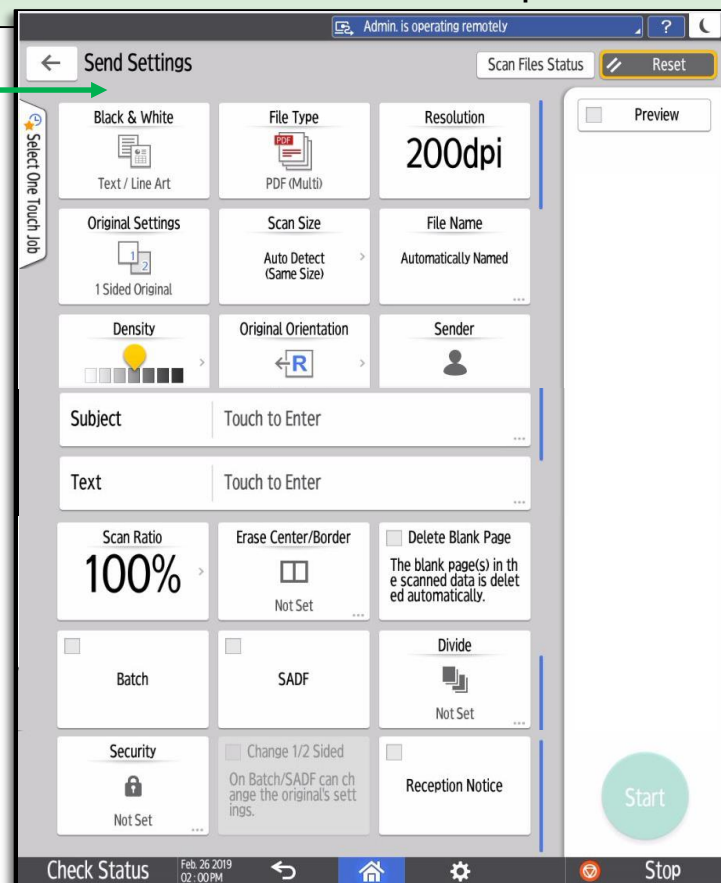 Admin. is operating remotely
?
Send Settings
Scan Files Status
Reset
Select One Touch Job
Black & White
Text / Line Art
File Type
PDF
PDF (Multi)
Resolution
200dpi
Preview
Original Settings
1
2
1 Sided Original
Scan Size
Auto Detect
(Same Size)
File Name
Automatically Named
...
Density
Original Orientation
R
Sender
Subject
Touch to Enter
...
Text
Touch to Enter
...
Scan Ratio
100%
Erase Center/Border
Not Set
...
Delete Blank Page
The blank page(s) in th
e scanned data is delet
ed automatically.
Batch
SADF
Divide
Not Set
...
Security
Not Set
...
Change 1/2 Sided
On Batch/SADF can ch
ange the original's sett
ings.
Reception Notice
Start
Check Status
Feb. 26 2019
02:00PM
Stop